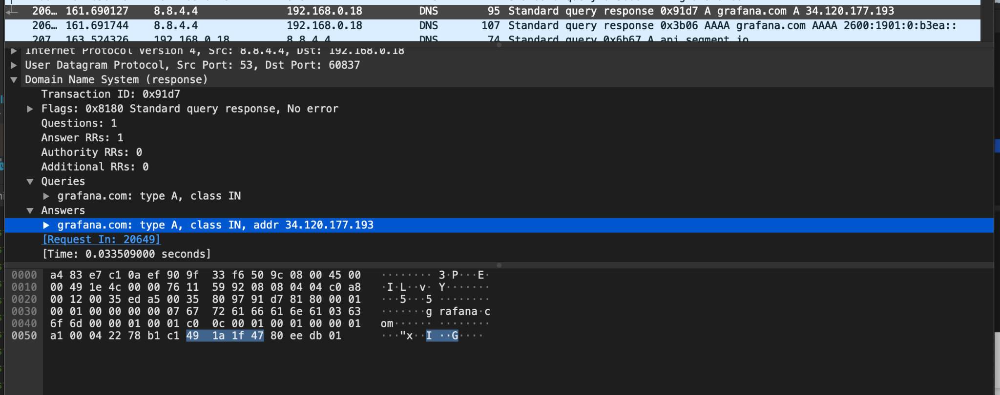 206… 161.690127 8.8.4.4 192.168.0.18 DNS 95 Standard query response 0x91d7 A grafana.com A 34.120.177.193
206… 161.691744 8.8.4.4 192.168.0.18 DNS 107 Standard query response 0x3b06 AAAA grafana.com AAAA 2600:1901:0:b3ea::
207 163.524326 192.168.0.18 8.8.4.4 DNS 74 Standard query 0x6b67 A api.segment.io
Internet Protocol Version 4, Src: 8.8.4.4, Dst: 192.168.0.18
User Datagram Protocol, Src Port: 53, Dst Port: 60837
Domain Name System (response)
Transaction ID: 0x91d7
Flags: 0x8180 Standard query response, No error
Questions: 1
Answer RRs: 1
Authority RRs: 0
Additional RRs: 0
Queries
grafana.com: type A, class IN
Answers
grafana.com: type A, class IN, addr 34.120.177.193
[Request In: 20649]
[Time: 0.033509000 seconds]
0000 a4 83 e7 c1 0a ef 90 9f 33 f6 50 9c 08 00 45 00 ········ 3·P···E·
0010 00 49 1e 4c 00 00 76 11 59 92 08 08 04 04 c0 a8 ·I·L··v· Y·······
0020 00 12 00 35 ed a5 00 35 80 97 91 d7 81 80 00 01 ···5···5 ········
0030 00 01 00 00 00 00 07 67 72 61 66 61 6e 61 03 63 ·······g rafana·c
0040 6f 6d 00 00 01 00 01 c0 0c 00 01 00 01 00 00 01 om······ ········
0050 a1 00 04 22 78 b1 c1 49 1a 1f 47 80 ee db 01 ···"x··I ··G····